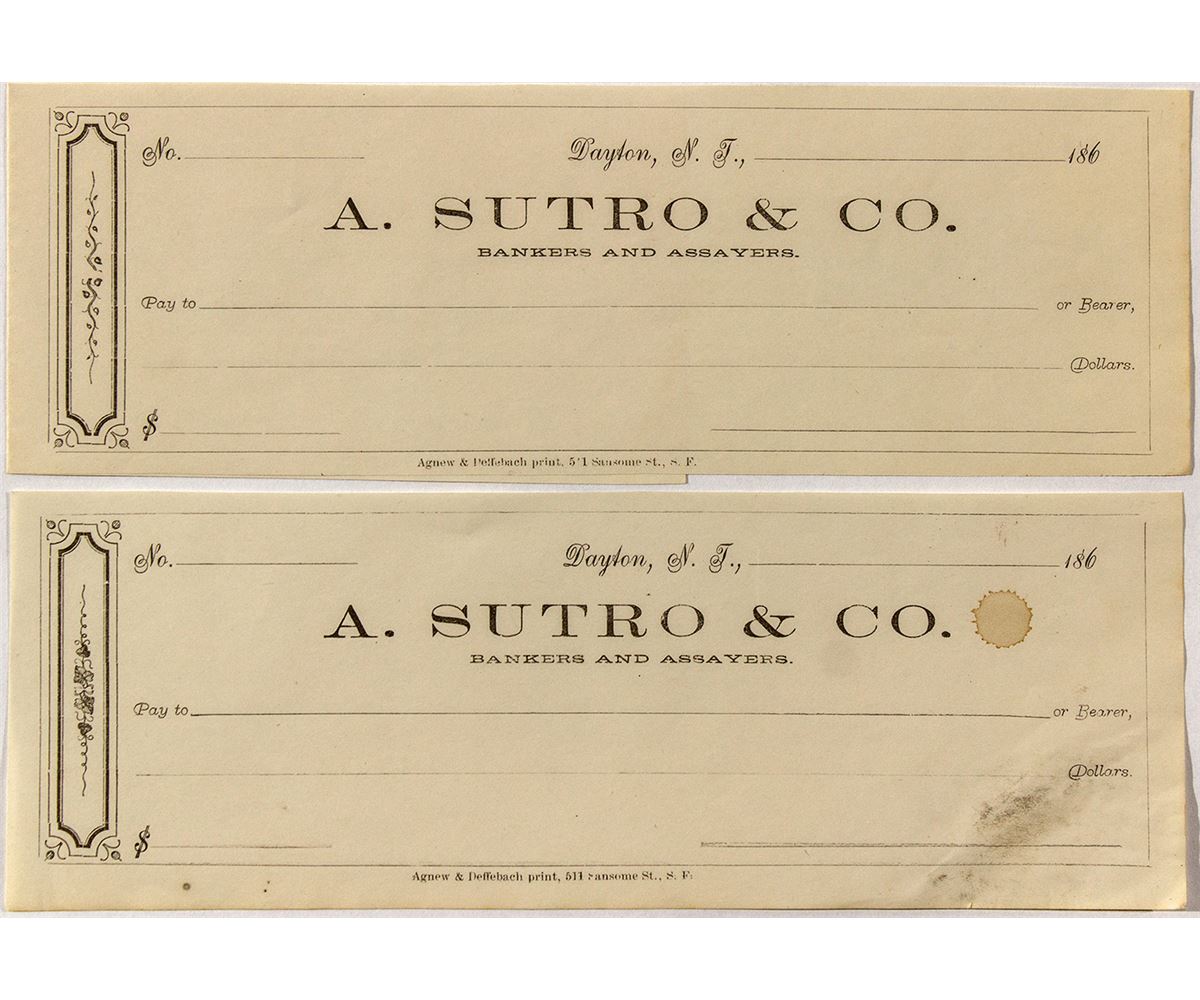 No. Dayton, N. T., 186
A. SUTRO & CO.
BANKERS AND ASSAYERS.
Pay to or Bearer,
Dollars.
$
Agnew & Deffebach print, 511 Sansome St., S. F.
No. Dayton, N. T., 186
A. SUTRO & CO.
BANKERS AND ASSAYERS.
Pay to or Bearer,
Dollars.
$
Agnew & Deffebach print, 511 Sansome St., S. F.